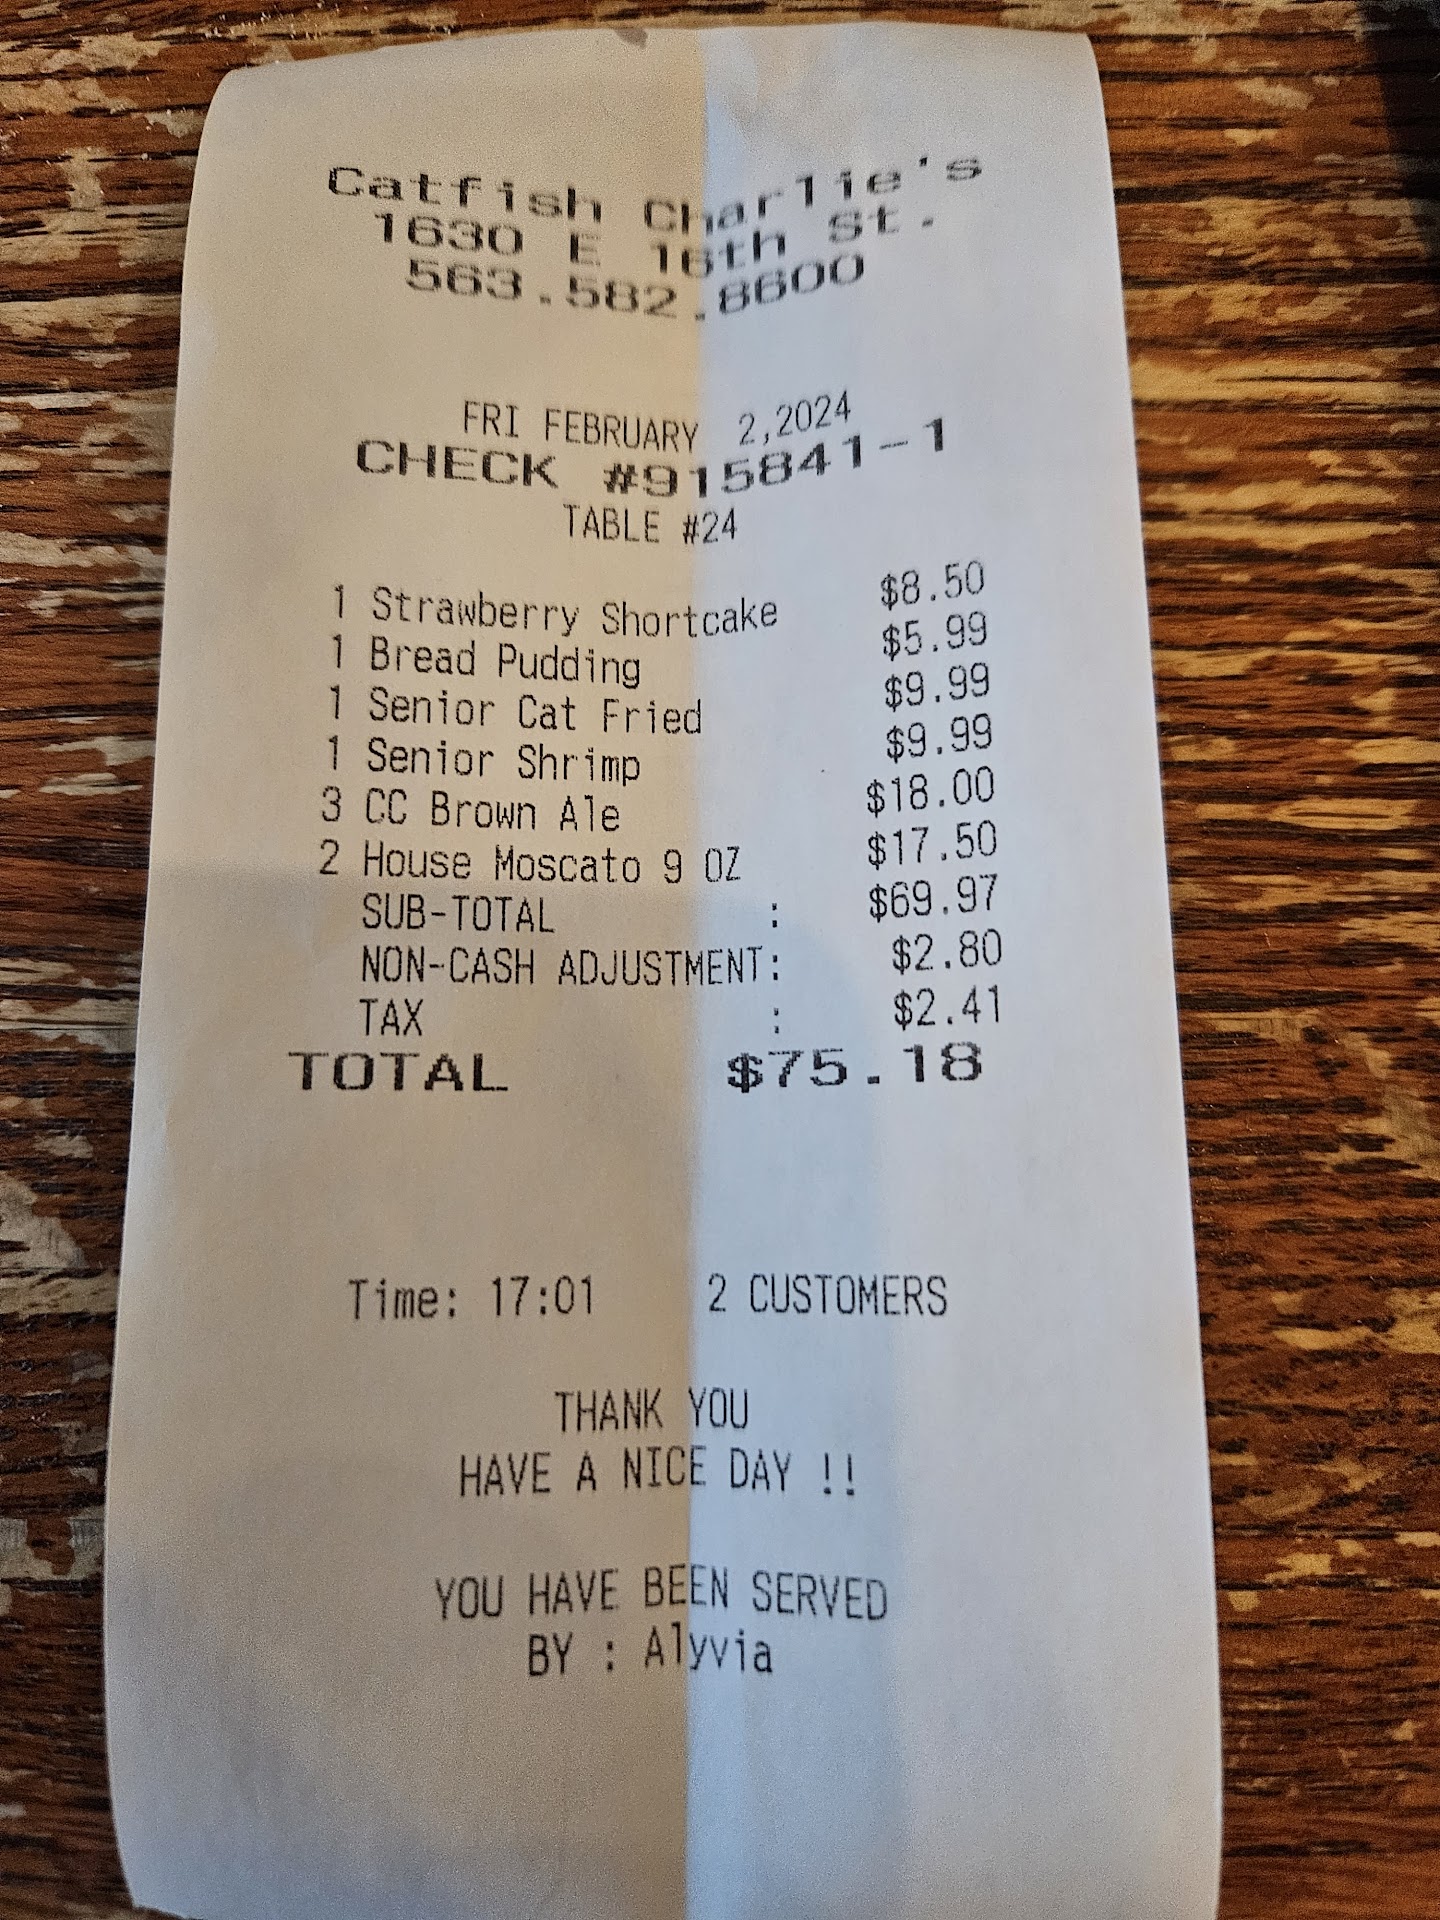 Catfish Charlie's
1630 E 16th St.
563.582.8600
FRI FEBRUARY 2,2024
CHECK #915841-1
TABLE #24
1 Strawberry Shortcake $8.50
1 Bread Pudding $5.99
1 Senior Cat Fried $9.99
1 Senior Shrimp $9.99
3 CC Brown Ale $18.00
2 House Moscato 9 OZ $17.50
SUB-TOTAL : $69.97
NON-CASH ADJUSTMENT: $2.80
TAX : $2.41
TOTAL $75.18
Time: 17:01 2 CUSTOMERS
THANK YOU
HAVE A NICE DAY !!
YOU HAVE BEEN SERVED
BY : Alyvia